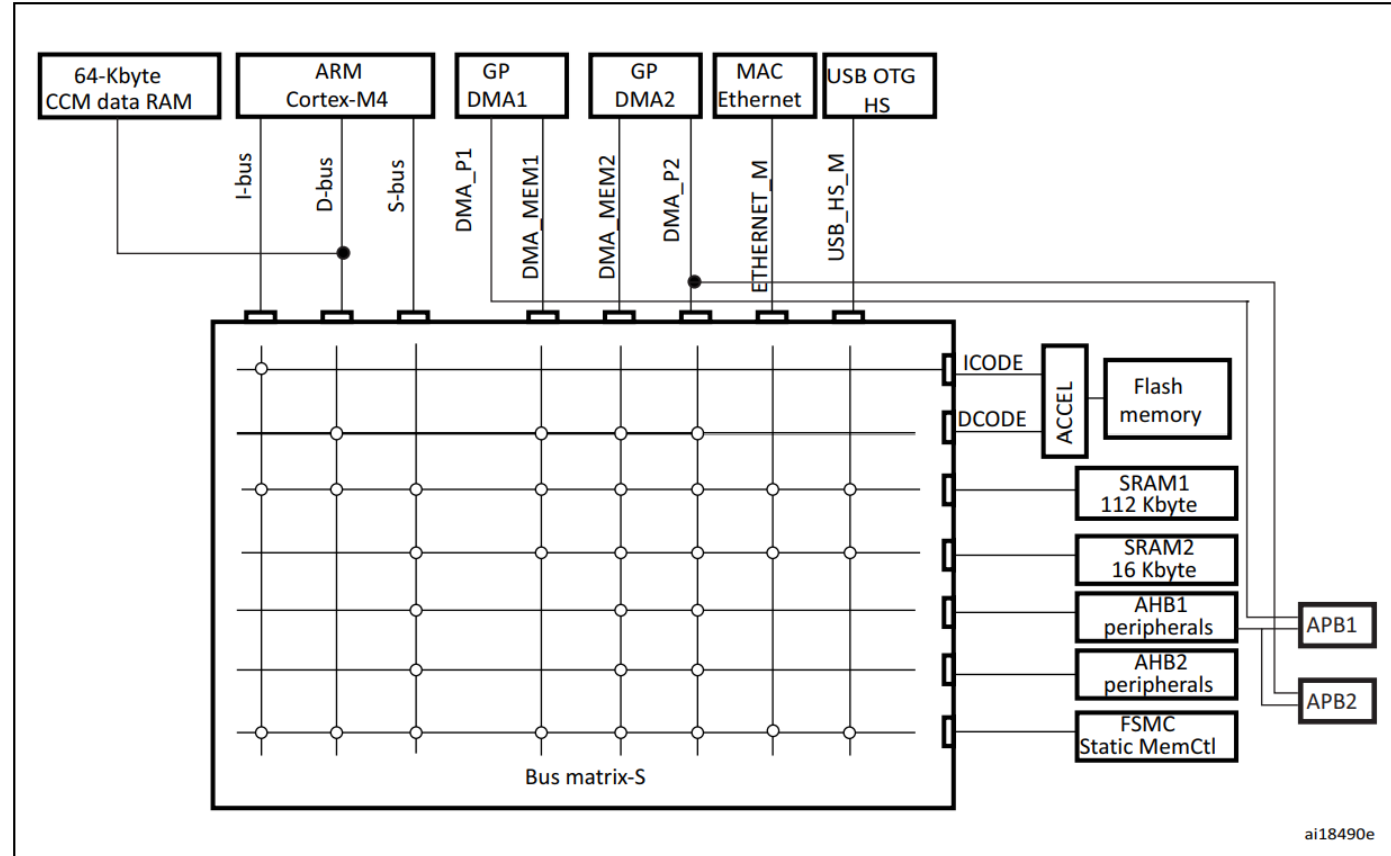 64-Kbyte
CCM data RAM
ARM
Cortex-M4
GP
DMA1
GP
DMA2
MAC
Ethernet
USB OTG
HS
I-bus
D-bus
S-bus
DMA_P1
DMA_MEM1
DMA_MEM2
DMA_P2
ETHERNET_M
USB_HS_M
ICODE
DCODE
ACCEL
Flash
memory
SRAM1
112 Kbyte
SRAM2
16 Kbyte
AHB1
peripherals
AHB2
peripherals
FSMC
Static MemCtl
APB1
APB2
Bus matrix-S
ai18490e